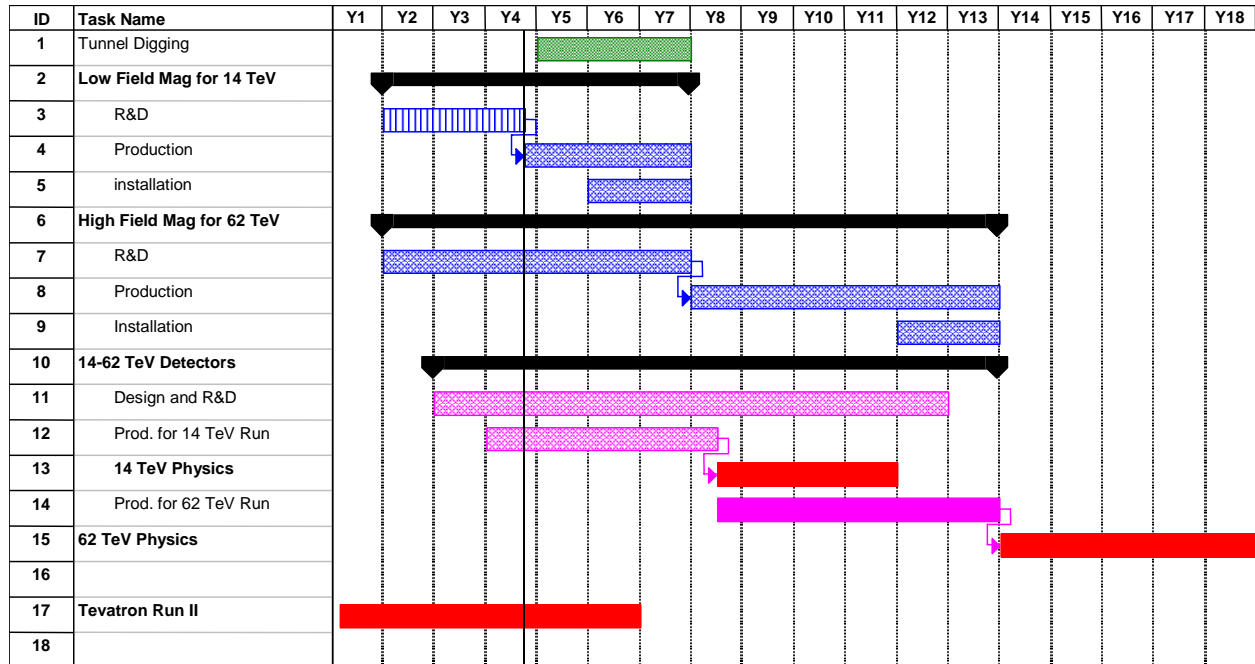 ID Task Name Y1 Y2 Y3 Y4 Y5 Y6 Y7 Y8 Y9 Y10 Y11 Y12 Y13 Y14 Y15 Y16 Y17 Y18
1 Tunnel Digging
2 Low Field Mag for 14 TeV
3 R&D
4 Production
5 installation
6 High Field Mag for 62 TeV
7 R&D
8 Production
9 Installation
10 14-62 TeV Detectors
11 Design and R&D
12 Prod. for 14 TeV Run
13 14 TeV Physics
14 Prod. for 62 TeV Run
15 62 TeV Physics
16
17 Tevatron Run II
18